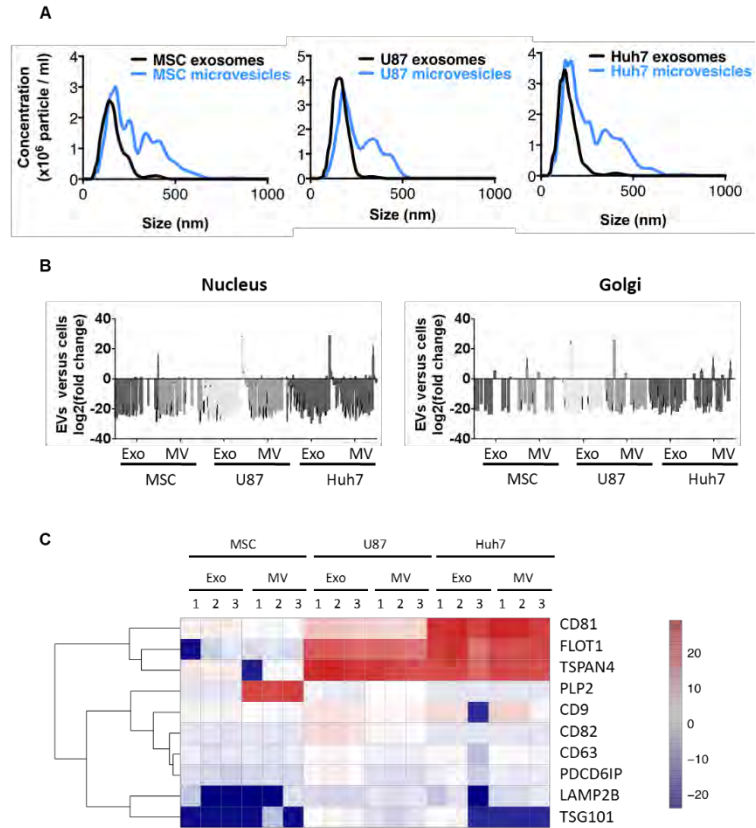 A
MSC exosomes
MSC microvesicles
U87 exosomes
U87 microvesicles
Huh7 exosomes
Huh7 microvesicles
Concentration
(x10⁶ particle / ml)
4
3
2
1
0
0 500 1000
Size (nm)
5
4
3
2
1
0
0 500 1000
Size (nm)
4
3
2
1
0
0 500 1000
Size (nm)
B
Nucleus
Golgi
EVs versus cells
log2(fold change)
40
20
0
-20
-40
Exo MV Exo MV Exo MV
MSC U87 Huh7
EVs versus cells
log2(fold change)
40
20
0
-20
-40
Exo MV Exo MV Exo MV
MSC U87 Huh7
C
MSC U87 Huh7
Exo MV Exo MV Exo MV
1 2 3 1 2 3 1 2 3 1 2 3 1 2 3 1 2 3
CD81
FLOT1
TSPAN4
PLP2
CD9
CD82
CD63
PDCD6IP
LAMP2B
TSG101
20
10
0
−10
−20